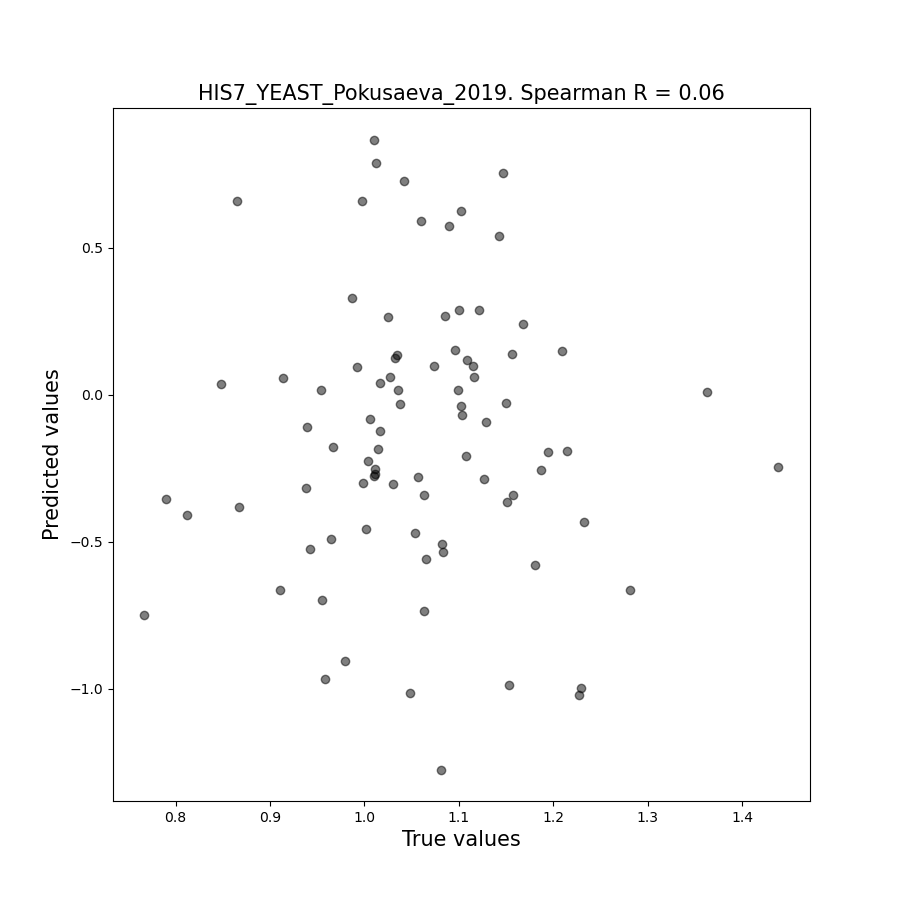 HIS7_YEAST_Pokusaeva_2019. Spearman R = 0.06
Predicted values
0.5
0.0
−0.5
−1.0
0.8 0.9 1.0 1.1 1.2 1.3 1.4
True values